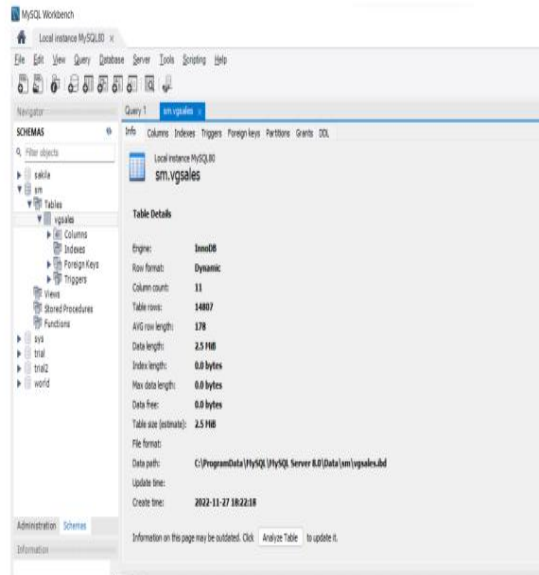 MySQL Workbench
Local instance MySQL80 ×
File Edit View Query Database Server Tools Scripting Help
Navigator
SCHEMAS
Filter objects
sakila
sm
Tables
vgsales
Columns
Indexes
Foreign Keys
Triggers
Views
Stored Procedures
Functions
sys
trial
trial2
world
Administration Schemas
Information
Query 1 sm.vgsales ×
Info Columns Indexes Triggers Foreign keys Partitions Grants DDL
Local instance MySQL80
sm.vgsales
Table Details
Engine: InnoDB
Row format: Dynamic
Column count: 11
Table rows: 14807
AVG row length: 178
Data length: 2.5 MiB
Index length: 0.0 bytes
Max data length: 0.0 bytes
Data free: 0.0 bytes
Table size (estimate): 2.5 MiB
File format:
Data path: C:\ProgramData\MySQL\MySQL Server 8.0\Data\sm\vgsales.ibd
Update time:
Create time: 2022-11-27 18:22:18
Information on this page may be outdated. Click Analyze Table to update it.